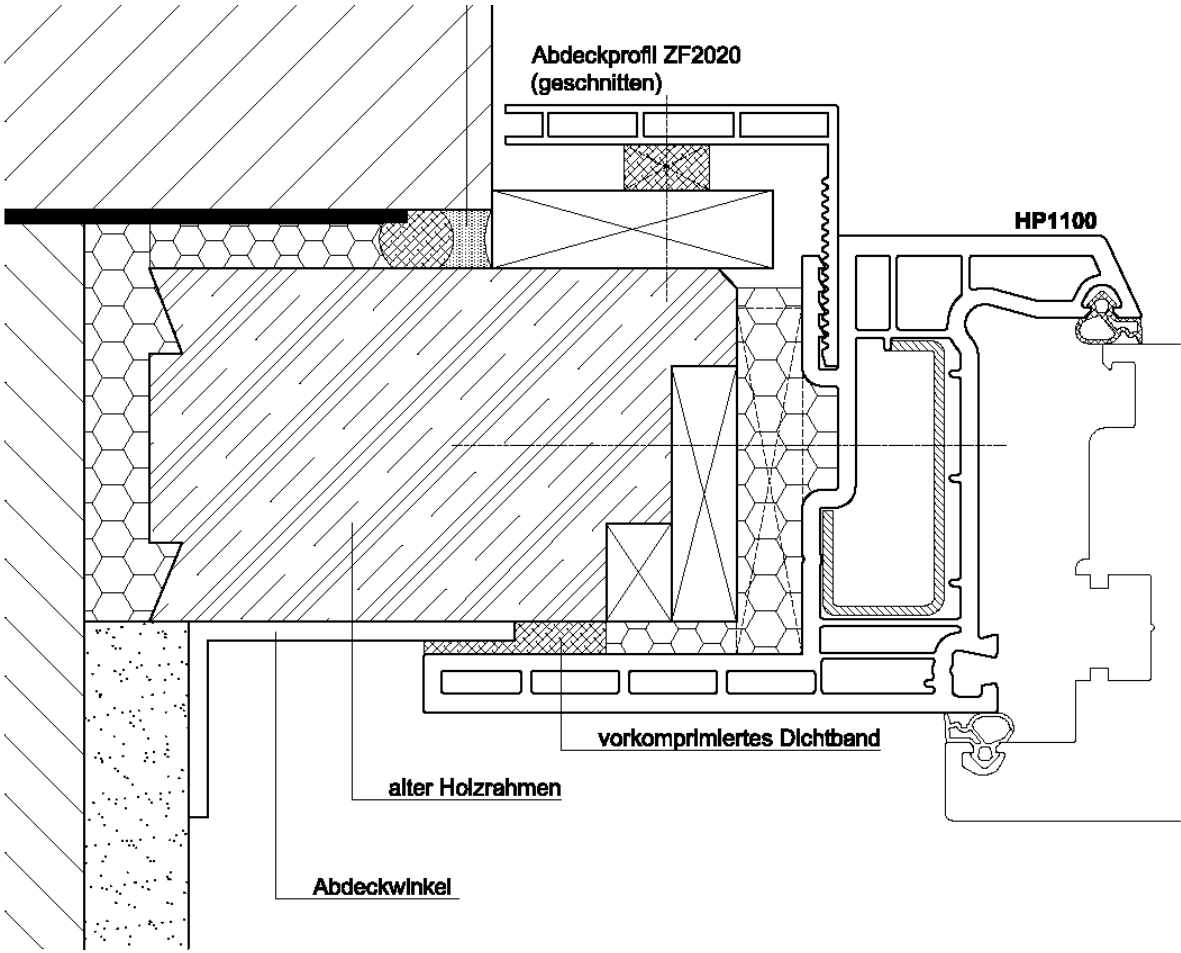 Abdeckprofil ZF2020
(geschnitten)
HP1100
vorkomprimiertes Dichtband
alter Holzrahmen
Abdeckwinkel